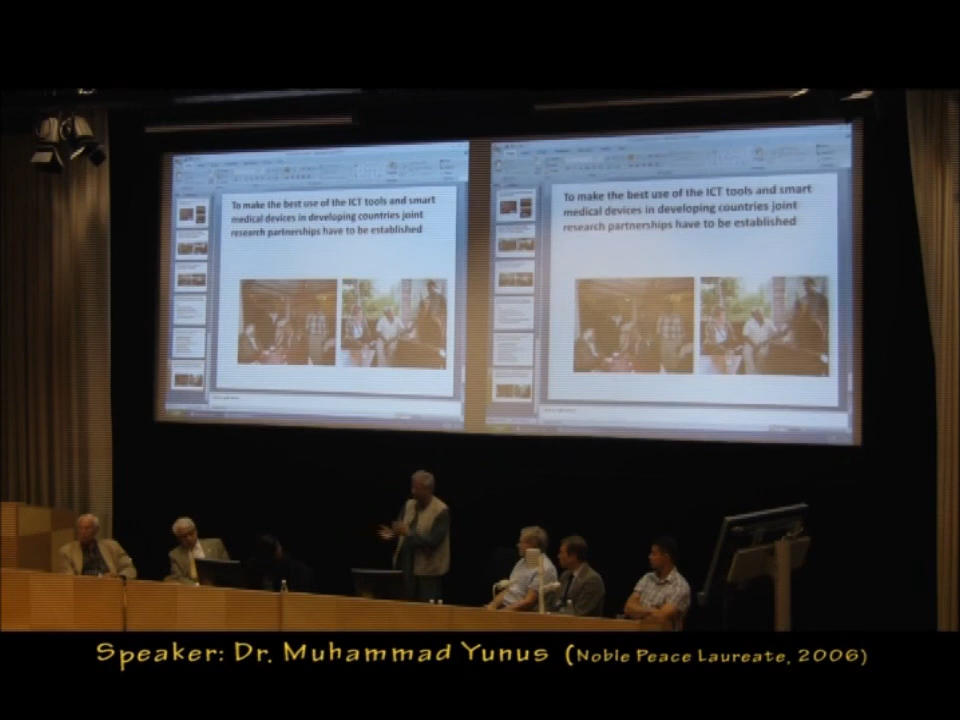 To make the best use of the ICT tools and smart
medical devices in developing countries joint
research partnerships have to be established
To make the best use of the ICT tools and smart
medical devices in developing countries joint
research partnerships have to be established
Speaker: Dr. Muhammad Yunus (Noble Peace Laureate, 2006)